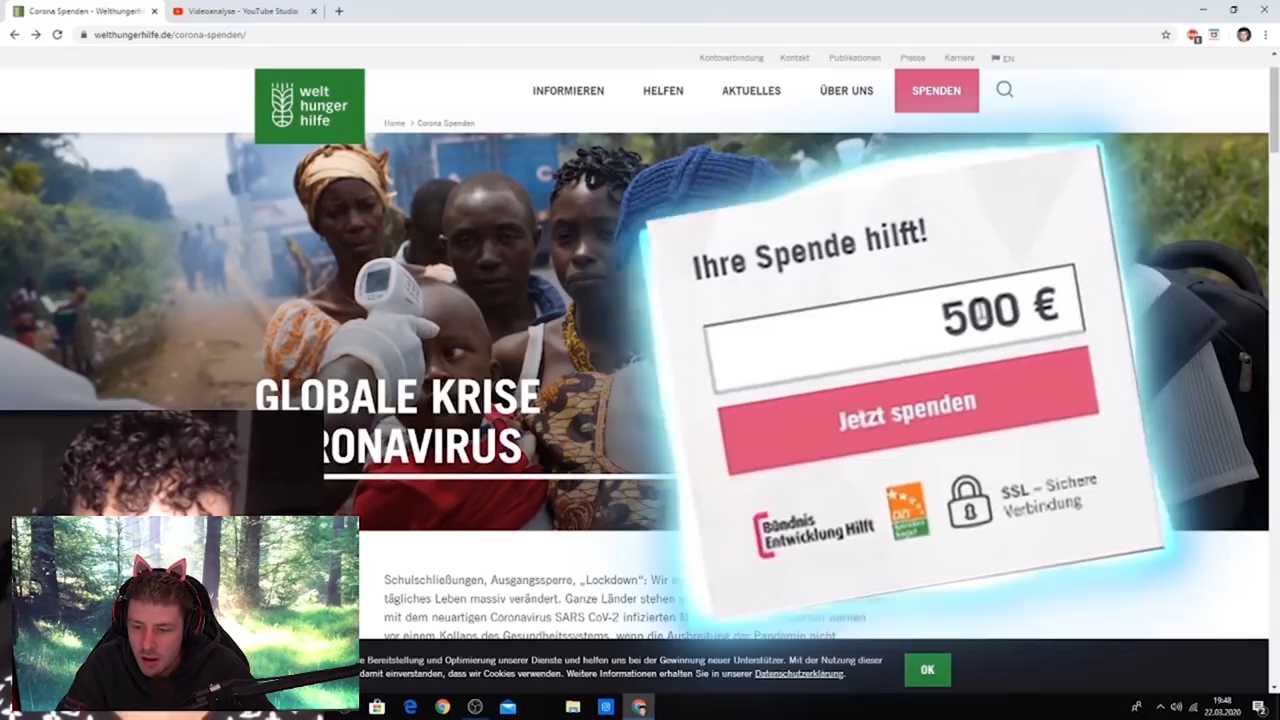 Corona Spenden - Welthungerhil
Videoanalyse - YouTube Studio
welthungerhilfe.de/corona-spenden/
Kontoverbindung Kontakt Publikationen Presse Karriere EN
welt
hunger
hilfe
INFORMIEREN HELFEN AKTUELLES ÜBER UNS SPENDEN
Home > Corona Spenden
GLOBALE KRISE
RONAVIRUS
Ihre Spende hilft!
500 €
Jetzt spenden
Bündnis
Entwicklung Hilft
SSL – Sichere
Verbindung
Schulschließungen, Ausgangssperre, „Lockdown“: Wir
tägliches Leben massiv verändert. Ganze Länder stehen
mit dem neuartigen Coronavirus SARS CoV-2 infizierten
vor einem Kollaps des Gesundheitssystems, wenn die Ausbreitung der Pandemie nicht
e Bereitstellung und Optimierung unserer Dienste und helfen uns bei der Gewinnung neuer Unterstützer. Mit der Nutzung dieser
damit einverstanden, dass wir Cookies verwenden. Weitere Informationen erhalten Sie in unserer Datenschutzerklärung.
OK
19:48
22.03.2020